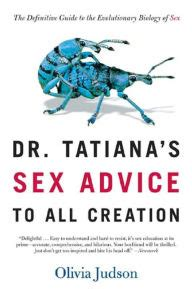 The Definitive Guide to the Evolutionary Biology of Sex
DR. TATIANA'S
SEX ADVICE
TO ALL CREATION
"Delightful . . . Easy to understand and hard to resist, it's sex education at its
prime—accurate, comprehensive, and hilarious. Your boyfriend will be thrilled.
Just don't get too inspired and bite his head off." —Newsweek
Olivia Judson